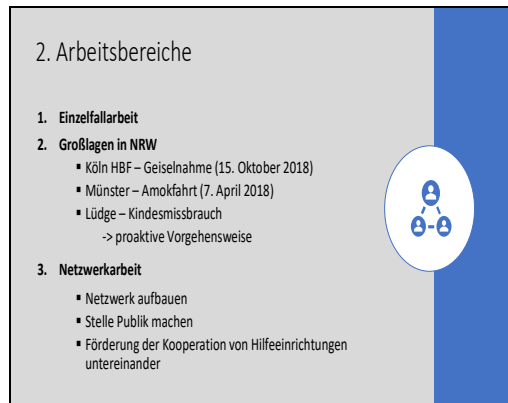 2. Arbeitsbereiche
1. Einzelfallarbeit
2. Großlagen in NRW
▪ Köln HBF – Geiselnahme (15. Oktober 2018)
▪ Münster – Amokfahrt (7. April 2018)
▪ Lüdge – Kindesmissbrauch
-> proaktive Vorgehensweise
3. Netzwerkarbeit
▪ Netzwerk aufbauen
▪ Stelle Publik machen
▪ Förderung der Kooperation von Hilfeeinrichtungen
untereinander